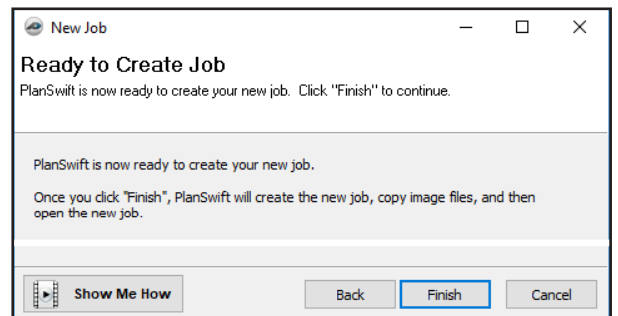 New Job
Ready to Create Job
PlanSwift is now ready to create your new job. Click "Finish" to continue.
PlanSwift is now ready to create your new job.
Once you click "Finish", PlanSwift will create the new job, copy image files, and then
open the new job.
Show Me How
Back
Finish
Cancel